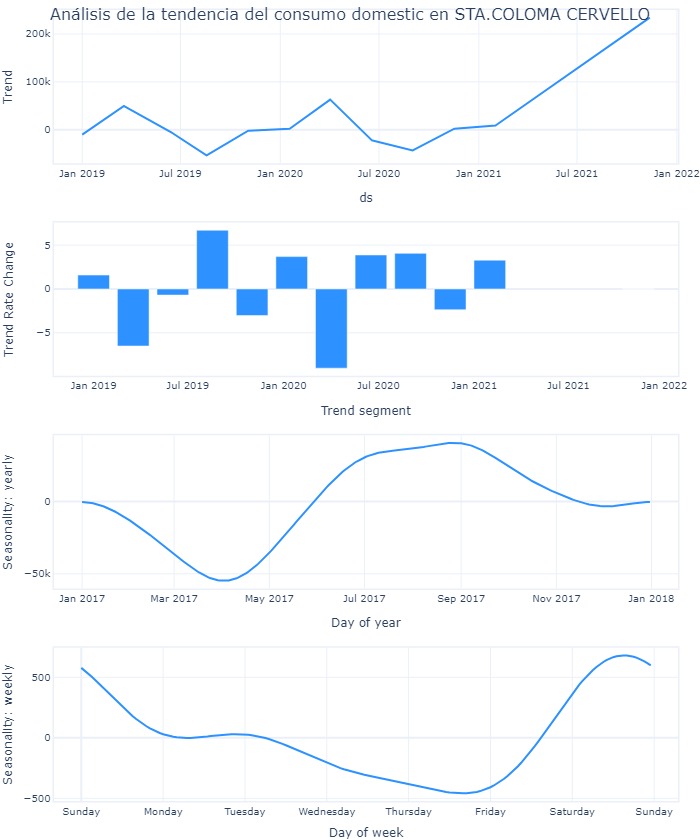 Análisis de la tendencia del consumo domestic en STA.COLOMA CERVELLO
200k
100k
0
Trend
Jan 2019 Jul 2019 Jan 2020 Jul 2020 Jan 2021 Jul 2021 Jan 2022
ds
5
0
−5
Trend Rate Change
Jan 2019 Jul 2019 Jan 2020 Jul 2020 Jan 2021 Jul 2021 Jan 2022
Trend segment
0
−50k
Seasonality: yearly
Jan 2017 Mar 2017 May 2017 Jul 2017 Sep 2017 Nov 2017 Jan 2018
Day of year
500
0
−500
Seasonality: weekly
Sunday Monday Tuesday Wednesday Thursday Friday Saturday Sunday
Day of week